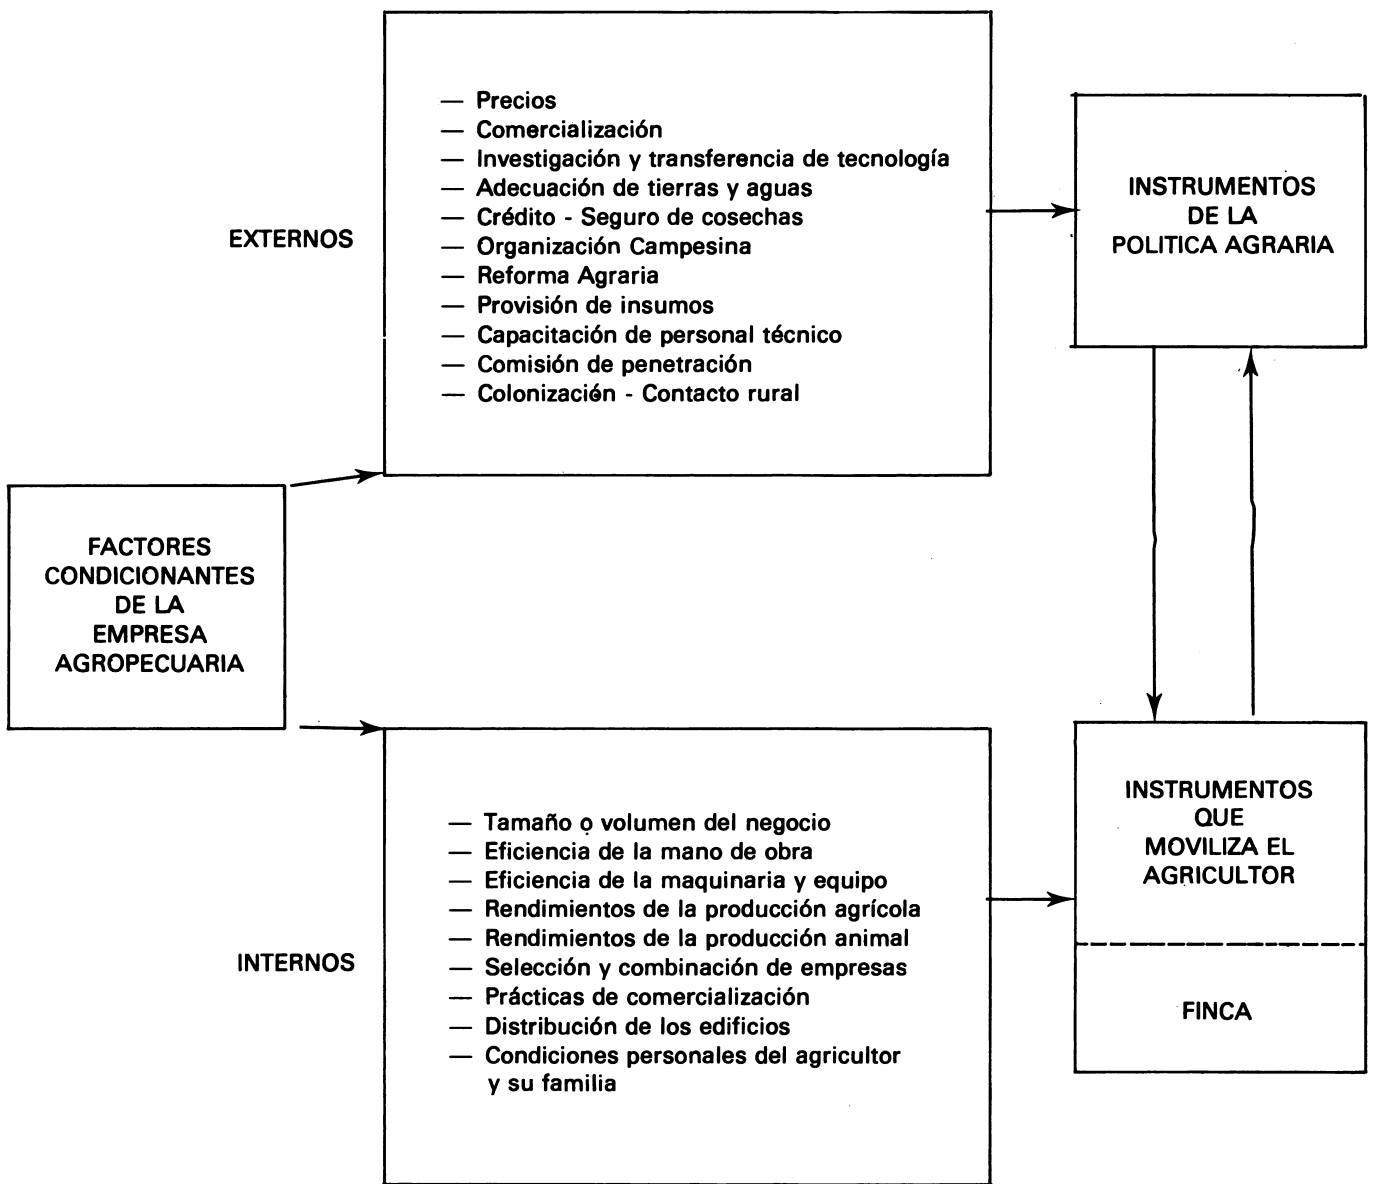 — Precios
— Comercialización
— Investigación y transferencia de tecnología
— Adecuación de tierras y aguas
— Crédito - Seguro de cosechas
— Organización Campesina
— Reforma Agraria
— Provisión de insumos
— Capacitación de personal técnico
— Comisión de penetración
— Colonización - Contacto rural
EXTERNOS
INSTRUMENTOS
DE LA
POLITICA AGRARIA
FACTORES
CONDICIONANTES
DE LA
EMPRESA
AGROPECUARIA
— Tamaño o volumen del negocio
— Eficiencia de la mano de obra
— Eficiencia de la maquinaria y equipo
— Rendimientos de la producción agrícola
— Rendimientos de la producción animal
— Selección y combinación de empresas
— Prácticas de comercialización
— Distribución de los edificios
— Condiciones personales del agricultor
y su familia
INTERNOS
INSTRUMENTOS
QUE
MOVILIZA EL
AGRICULTOR
FINCA